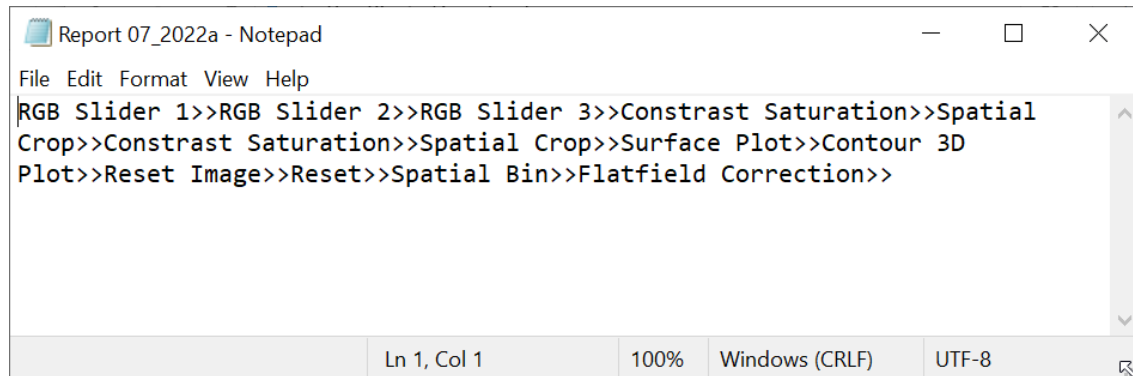 Report 07_2022a - Notepad
File Edit Format View Help
RGB Slider 1>>RGB Slider 2>>RGB Slider 3>>Constrast Saturation>>Spatial
Crop>>Constrast Saturation>>Spatial Crop>>Surface Plot>>Contour 3D
Plot>>Reset Image>>Reset>>Spatial Bin>>Flatfield Correction>>
Ln 1, Col 1 100% Windows (CRLF) UTF-8